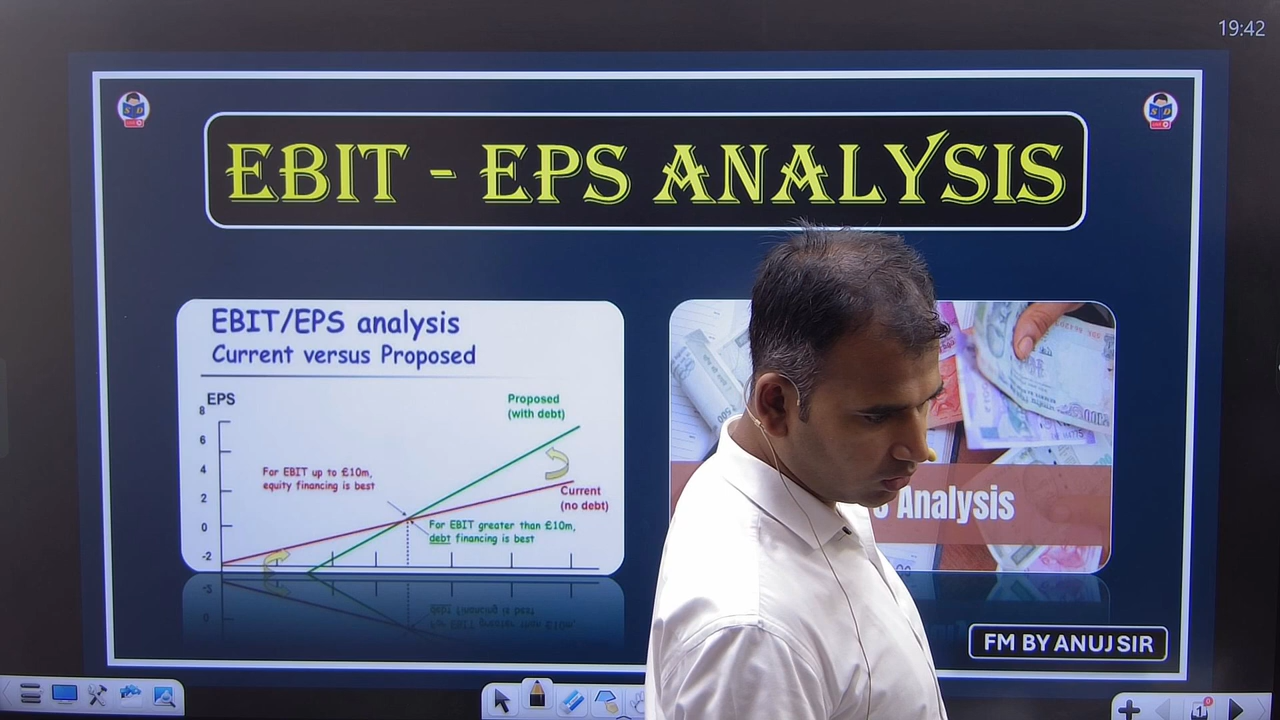 19:42
EBIT - EPS ANALYSIS
EBIT/EPS analysis
Current versus Proposed
EPS
8
6
4
2
0
-2
Proposed
(with debt)
For EBIT up to £10m,
equity financing is best
Current
(no debt)
For EBIT greater than £10m,
debt financing is best
Analysis
FM BY ANUJ SIR